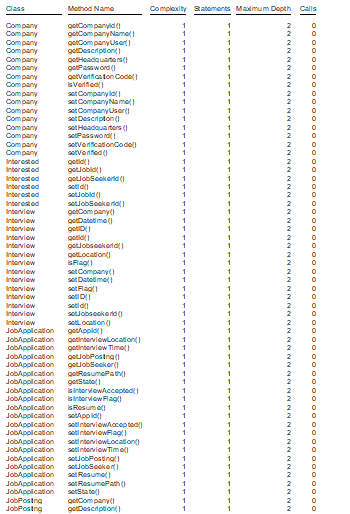 Class Method Name Complexity Statements Maximum Depth Calls
Company getCompanyId() 1 1 2 0
Company getCompanyName() 1 1 2 0
Company getCompanyUser() 1 1 2 0
Company getDescription() 1 1 2 0
Company getHeadquarters() 1 1 2 0
Company getPassword() 1 1 2 0
Company getVerificationCode() 1 1 2 0
Company isVerified() 1 1 2 0
Company setCompanyId() 1 1 2 0
Company setCompanyName() 1 1 2 0
Company setCompanyUser() 1 1 2 0
Company setDescription() 1 1 2 0
Company setHeadquarters() 1 1 2 0
Company setPassword() 1 1 2 0
Company setVerificationCode() 1 1 2 0
Company setVerified() 1 1 2 0
Interested getId() 1 1 2 0
Interested getJobId() 1 1 2 0
Interested getJobSeekerId() 1 1 2 0
Interested setId() 1 1 2 0
Interested setJobId() 1 1 2 0
Interested setJobSeekerId() 1 1 2 0
Interview getCompany() 1 1 2 0
Interview getDatetime() 1 1 2 0
Interview getID() 1 1 2 0
Interview getId() 1 1 2 0
Interview getJobseekerId() 1 1 2 0
Interview getLocation() 1 1 2 0
Interview isFlag() 1 1 2 0
Interview setCompany() 1 1 2 0
Interview setDatetime() 1 1 2 0
Interview setFlag() 1 1 2 0
Interview setID() 1 1 2 0
Interview setId() 1 1 2 0
Interview setJobseekerId() 1 1 2 0
Interview setLocation() 1 1 2 0
JobApplication getAppId() 1 1 2 0
JobApplication getInterviewLocation() 1 1 2 0
JobApplication getInterviewTime() 1 1 2 0
JobApplication getJobPosting() 1 1 2 0
JobApplication getJobSeeker() 1 1 2 0
JobApplication getResumePath() 1 1 2 0
JobApplication getState() 1 1 2 0
JobApplication isInterviewAccepted() 1 1 2 0
JobApplication isInterviewFlag() 1 1 2 0
JobApplication isResume() 1 1 2 0
JobApplication setAppId() 1 1 2 0
JobApplication setInterviewAccepted() 1 1 2 0
JobApplication setInterviewFlag() 1 1 2 0
JobApplication setInterviewLocation() 1 1 2 0
JobApplication setInterviewTime() 1 1 2 0
JobApplication setJobPosting() 1 1 2 0
JobApplication setJobSeeker() 1 1 2 0
JobApplication setResume() 1 1 2 0
JobApplication setResumePath() 1 1 2 0
JobApplication setState() 1 1 2 0
JobPosting getCompany() 1 1 2 0
JobPosting getDescription() 1 1 2 0